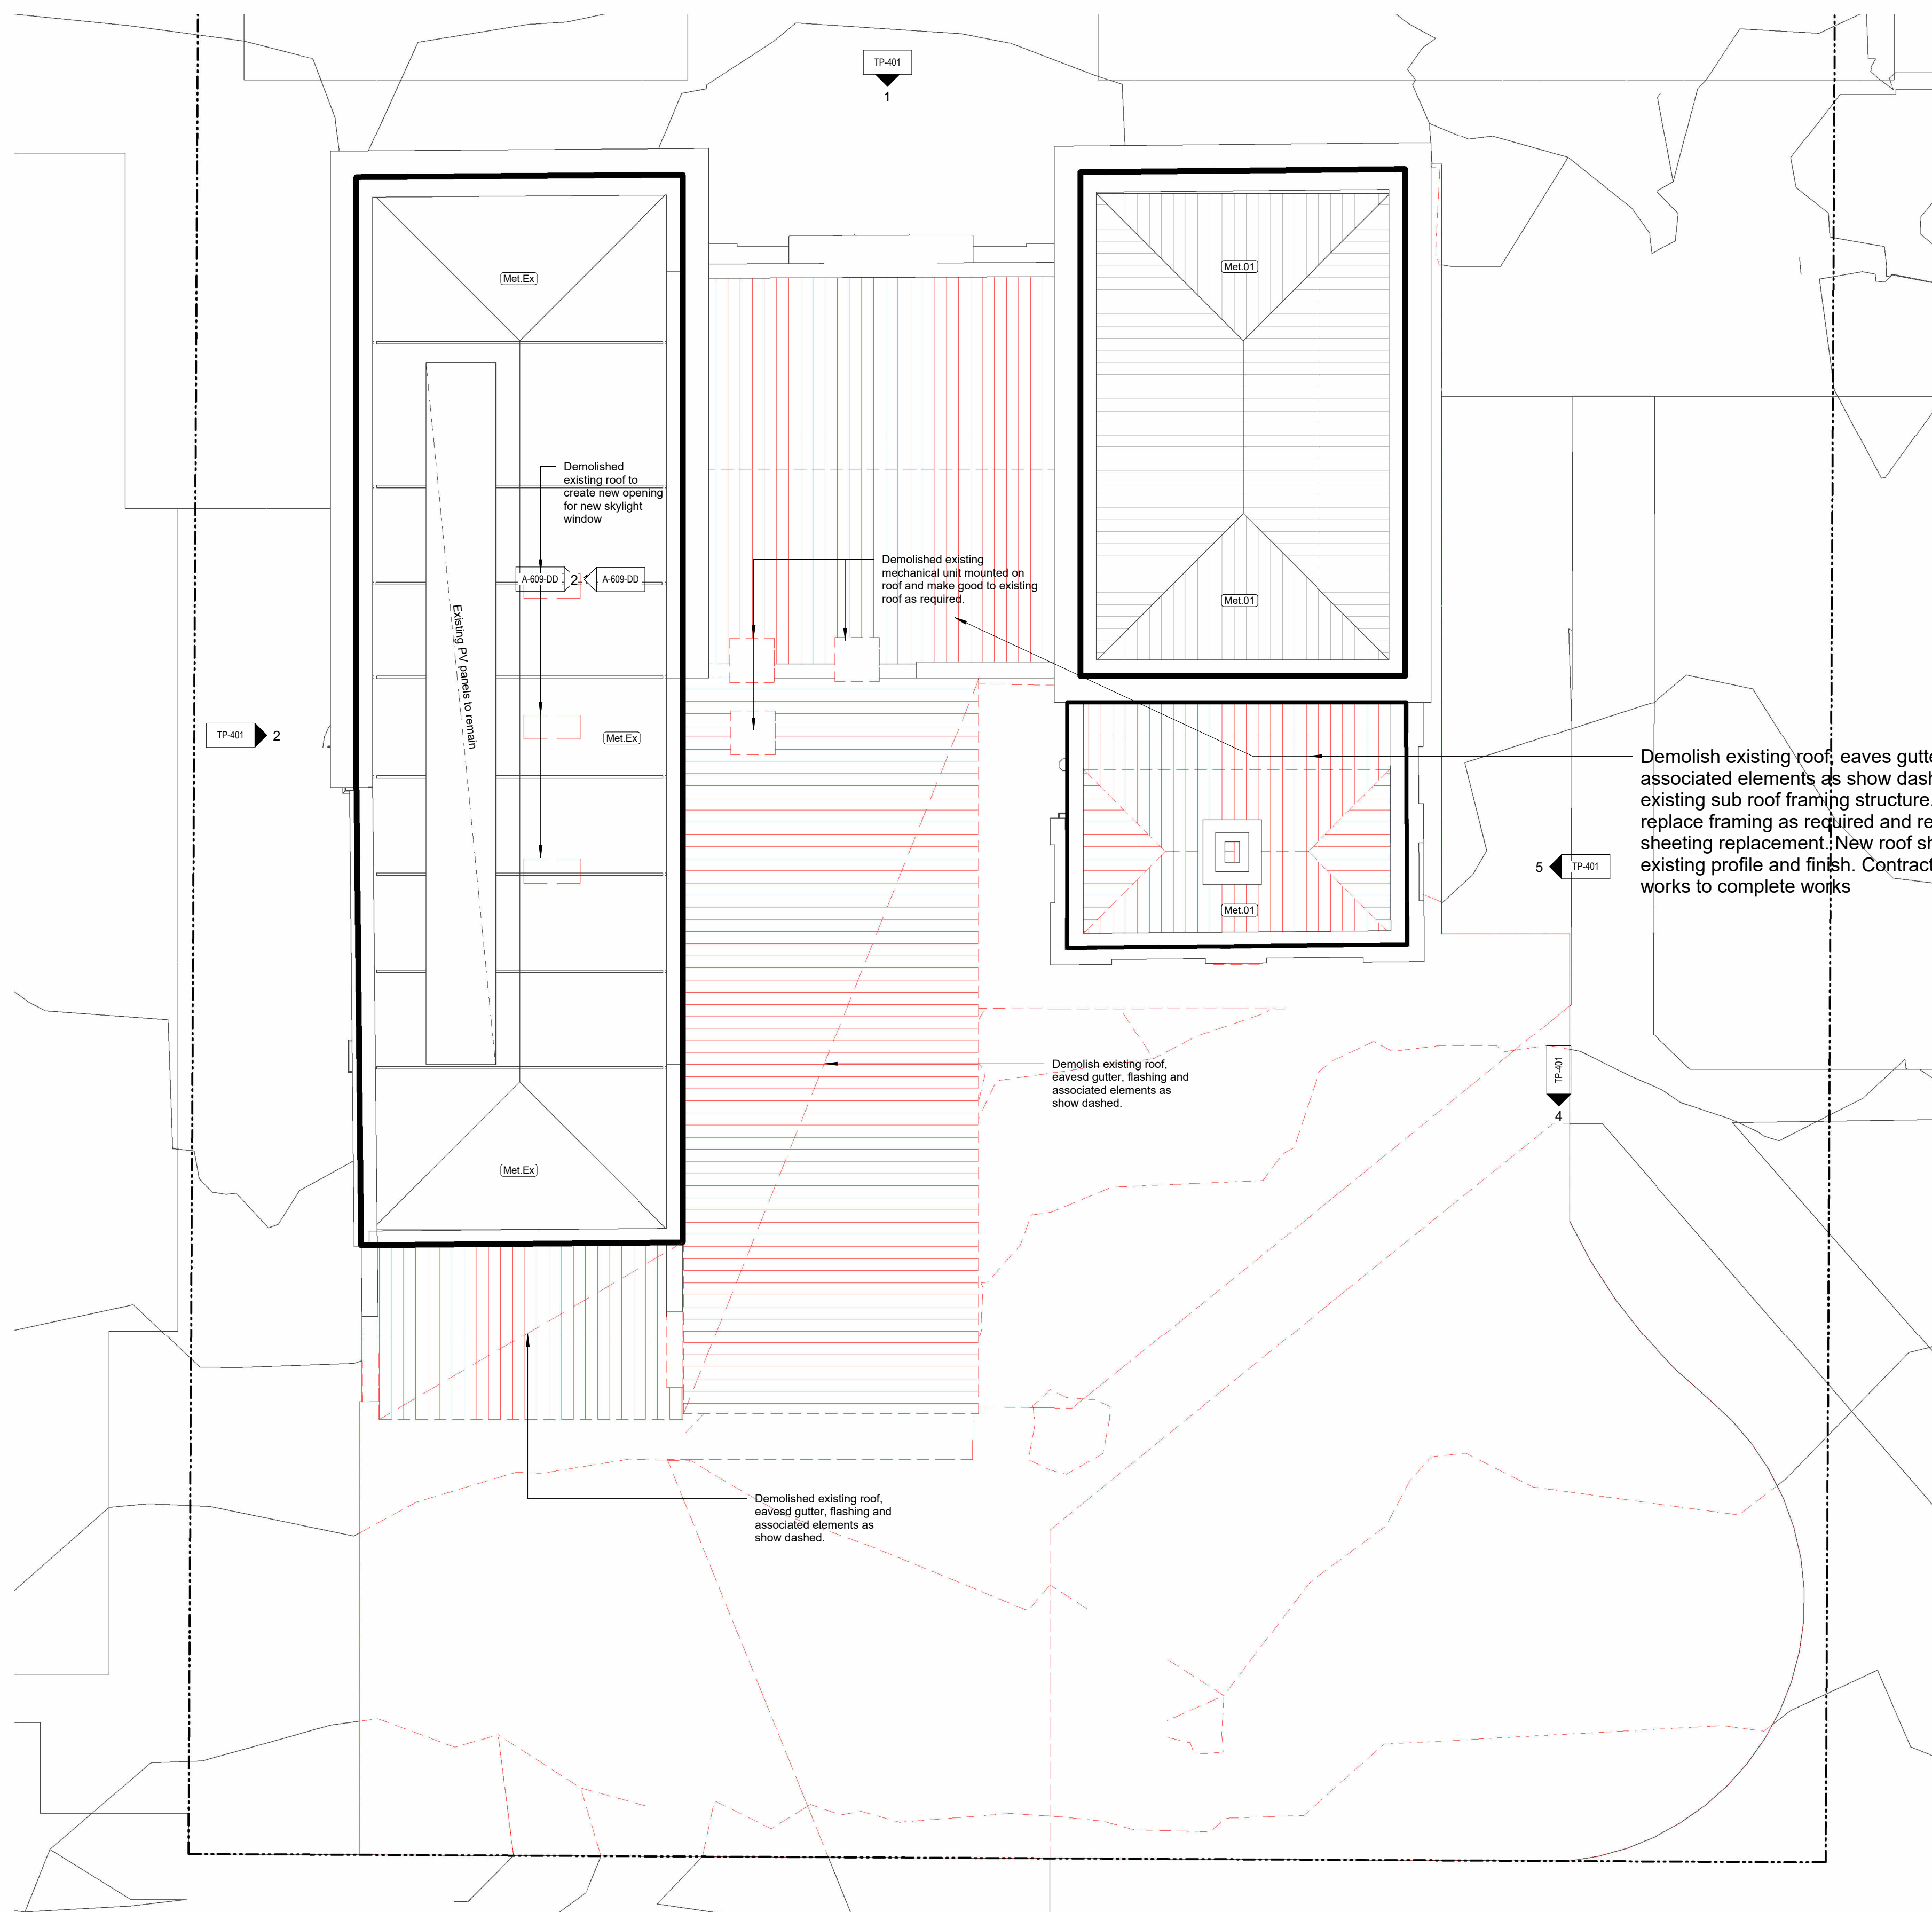 TP-401
1
Met.Ex
Met.01
Demolished
existing roof to
create new opening
for new skylight
window
Demolished existing
mechanical unit mounted on
roof and make good to existing
roof as required.
A-609-DD
2
A-609-DD
Met.01
Existing PV panels to remain
TP-401
2
Met.Ex
Demolish existing roof, eaves
associated elements as show
existing sub roof framing structure.
replace framing as required and
sheeting replacement. New roof
existing profile and finish.
works to complete works
5
TP-401
Met.01
Demolish existing roof,
eavesd gutter, flashing and
associated elements as
show dashed.
TP-401
4
Met.Ex
Demolished existing roof,
eavesd gutter, flashing and
associated elements as
show dashed.